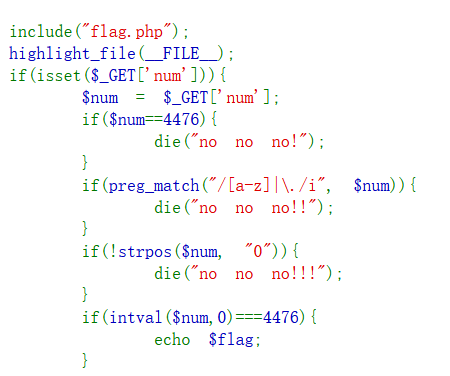 include("flag.php");
highlight_file(__FILE__);
if(isset($_GET['num'])){
    $num = $_GET['num'];
    if($num==4476){
        die("no no no!");
    }
    if(preg_match("/[a-z]|\./i", $num)){
        die("no no no!!");
    }
    if(!strpos($num, "0")){
        die("no no no!!!");
    }
    if(intval($num,0)===4476){
        echo $flag;
    }